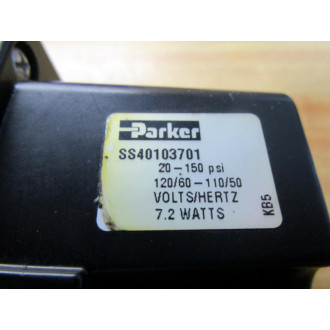 Parker
SS40103701
20-150 psi
120/60-110/50
VOLTS/HERTZ
7.2 WATTS
KB5